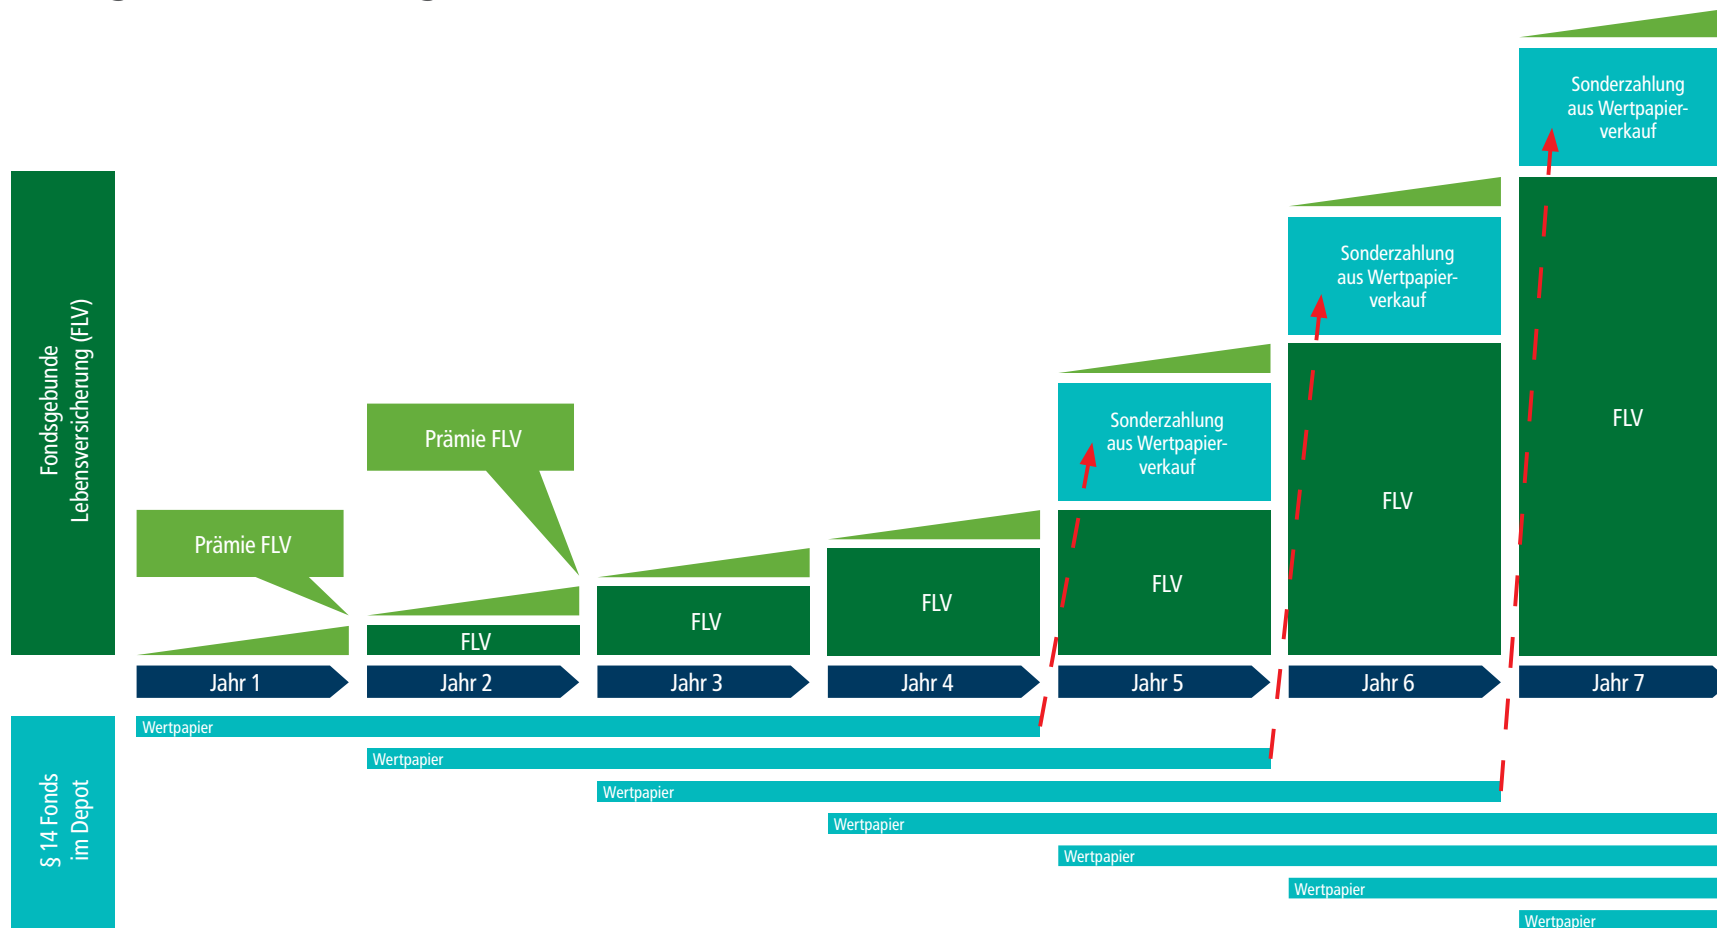 Sonderzahlung
aus Wertpapier-
verkauf
Sonderzahlung
aus Wertpapier-
verkauf
Sonderzahlung
aus Wertpapier-
verkauf
Fondsgebunde
Lebensversicherung (FLV)
Prämie FLV
Prämie FLV
FLV
FLV
FLV
FLV
FLV
FLV
Jahr 1
Jahr 2
Jahr 3
Jahr 4
Jahr 5
Jahr 6
Jahr 7
§ 14 Fonds
im Depot
Wertpapier
Wertpapier
Wertpapier
Wertpapier
Wertpapier
Wertpapier
Wertpapier